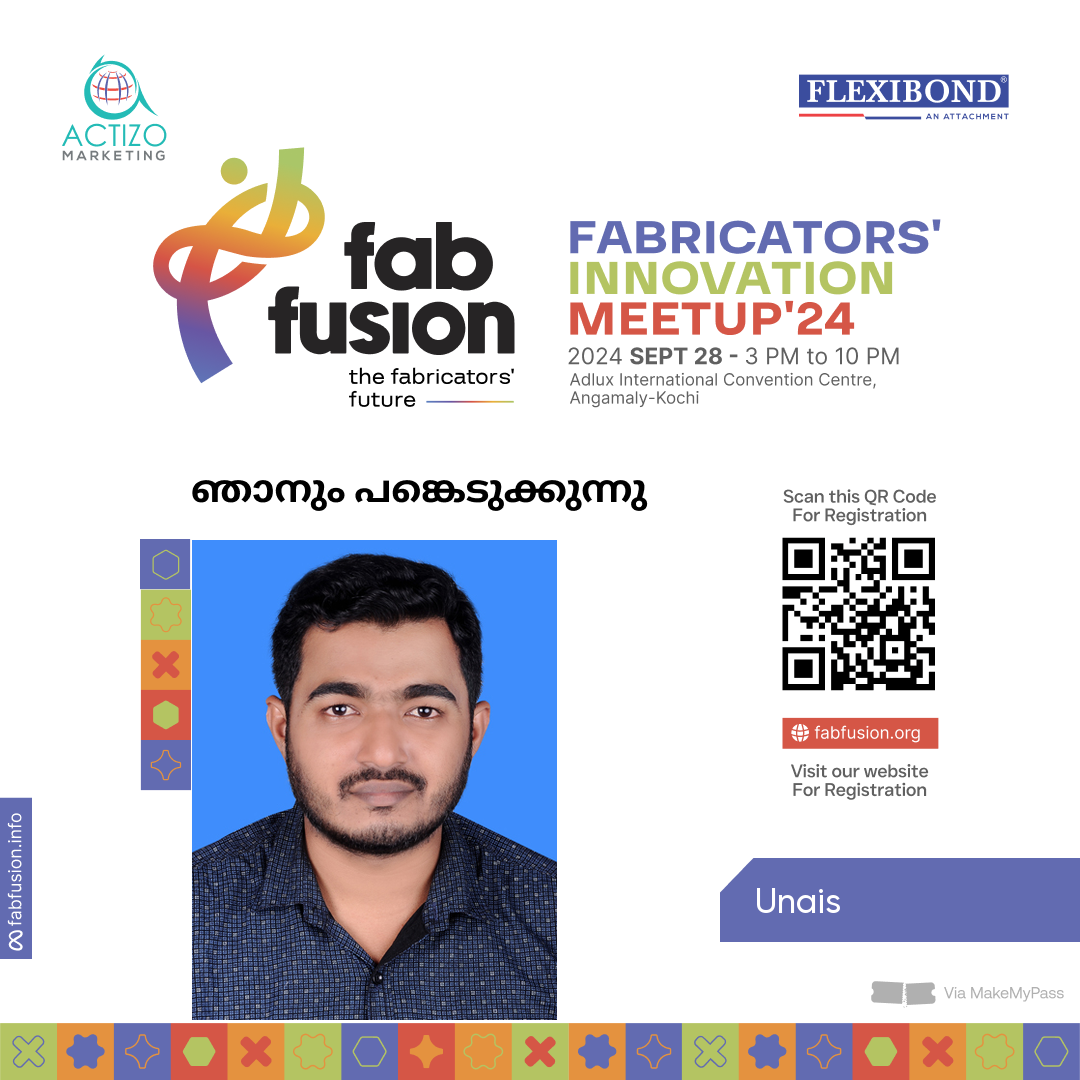 ACTIZO
MARKETING
FLEXIBOND®
AN ATTACHMENT
fab
fusion
the fabricators'
future
FABRICATORS'
INNOVATION
MEETUP'24
2024 SEPT 28 - 3 PM to 10 PM
Adlux International Convention Centre,
Angamaly-Kochi
ഞാനും പങ്കെടുക്കുന്നു
Scan this QR Code
For Registration
fabfusion.org
Visit our website
For Registration
fabfusion.info
Unais
Via MakeMyPass